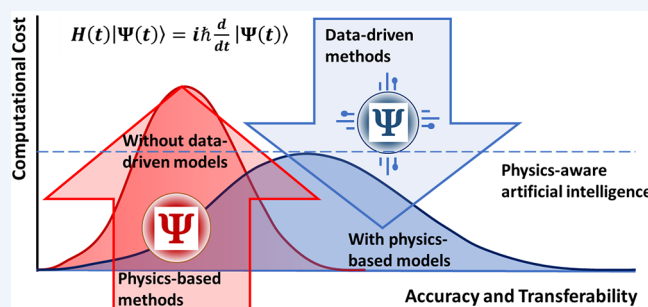 H(t)|Ψ(t)⟩ = iℏ d/dt |Ψ(t)⟩
Data-driven
methods
Computational Cost
Without data-
driven models
Ψ
Physics-aware
artificial intelligence
Ψ
With physics-
based models
Physics-based
methods
Accuracy and Transferability